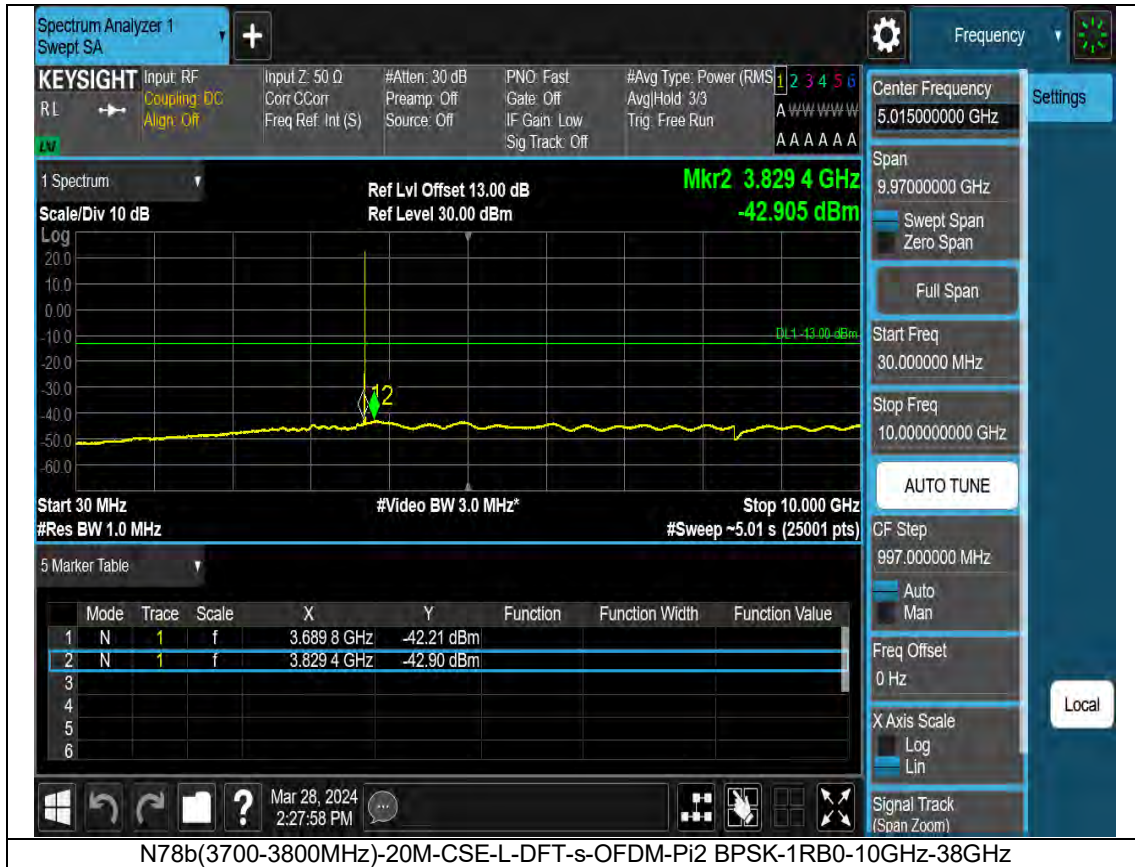 Spectrum Analyzer 1
Swept SA
Frequency
KEYSIGHT Input: RF Input Z: 50 Ω #Atten: 30 dB PNO: Fast #Avg Type: Power (RMS 1 2 3 4 5 6
RL Coupling: DC Corr CCorr Preamp: Off Gate: Off Avg|Hold: 3/3 A W W W W W
Align: Off Freq Ref: Int (S) Source: Off IF Gain: Low Trig: Free Run
Sig Track: Off A A A A A A
1 Spectrum
Ref Lvl Offset 13.00 dB Mkr2 3.829 4 GHz
Scale/Div 10 dB Ref Level 30.00 dBm -42.905 dBm
Log
20.0
10.0
0.00
-10.0 DL1 -13.00 dBm
-20.0
-30.0
12
-40.0
-50.0
-60.0
Start 30 MHz #Video BW 3.0 MHz* Stop 10.000 GHz
#Res BW 1.0 MHz #Sweep ~5.01 s (25001 pts)
5 Marker Table
Mode Trace Scale X Y Function Function Width Function Value
1 N 1 f 3.689 8 GHz -42.21 dBm
2 N 1 f 3.829 4 GHz -42.90 dBm
3
4
5
6
Center Frequency
5.015000000 GHz
Settings
Span
9.97000000 GHz
Swept Span
Zero Span
Full Span
Start Freq
30.000000 MHz
Stop Freq
10.000000000 GHz
AUTO TUNE
CF Step
997.000000 MHz
Auto
Man
Freq Offset
0 Hz
Local
X Axis Scale
Log
Lin
Signal Track
(Span Zoom)
Mar 28, 2024
2:27:58 PM
N78b(3700-3800MHz)-20M-CSE-L-DFT-s-OFDM-Pi2 BPSK-1RB0-10GHz-38GHz